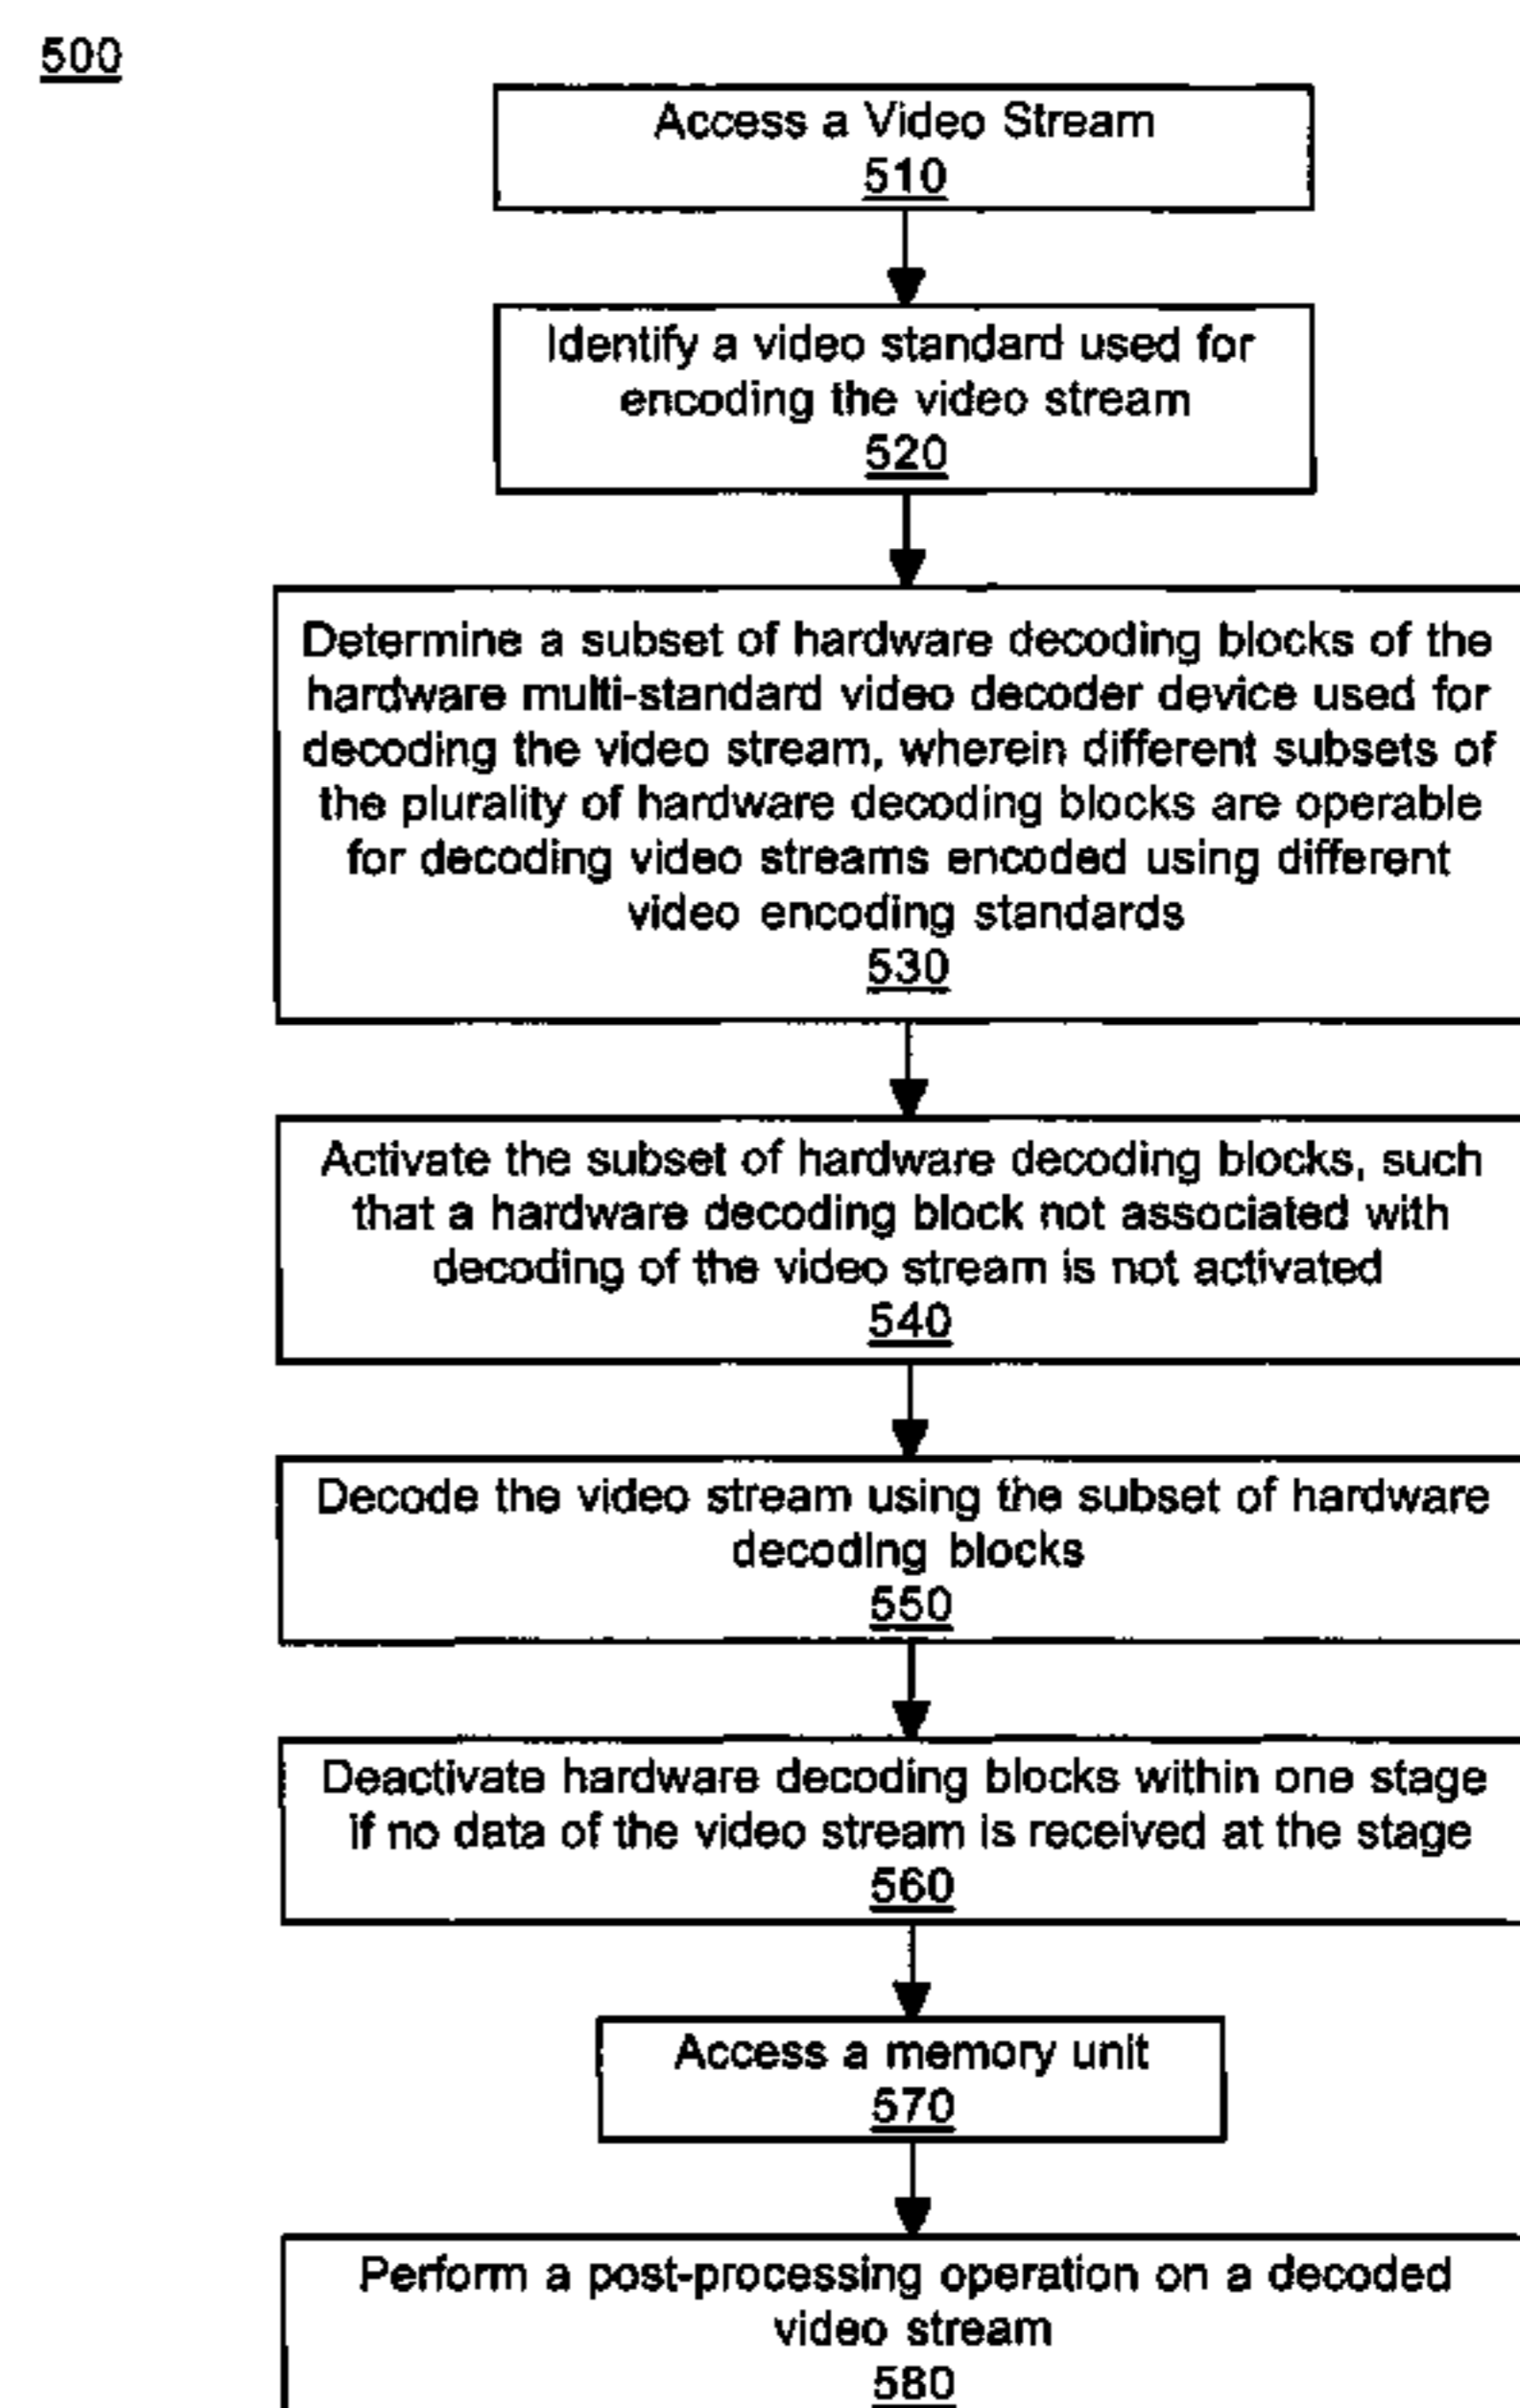 500
Access a Video Stream
510
Identify a video standard used for
encoding the video stream
520
Determine a subset of hardware decoding blocks of the
hardware multi-standard video decoder device used for
decoding the video stream, wherein different subsets of
the plurality of hardware decoding blocks are operable
for decoding video streams encoded using different
video encoding standards
530
Activate the subset of hardware decoding blocks, such
that a hardware decoding block not associated with
decoding of the video stream is not activated
540
Decode the video stream using the subset of hardware
decoding blocks
550
Deactivate hardware decoding blocks within one stage
if no data of the video stream is received at the stage
560
Access a memory unit
570
Perform a post-processing operation on a decoded
video stream
580